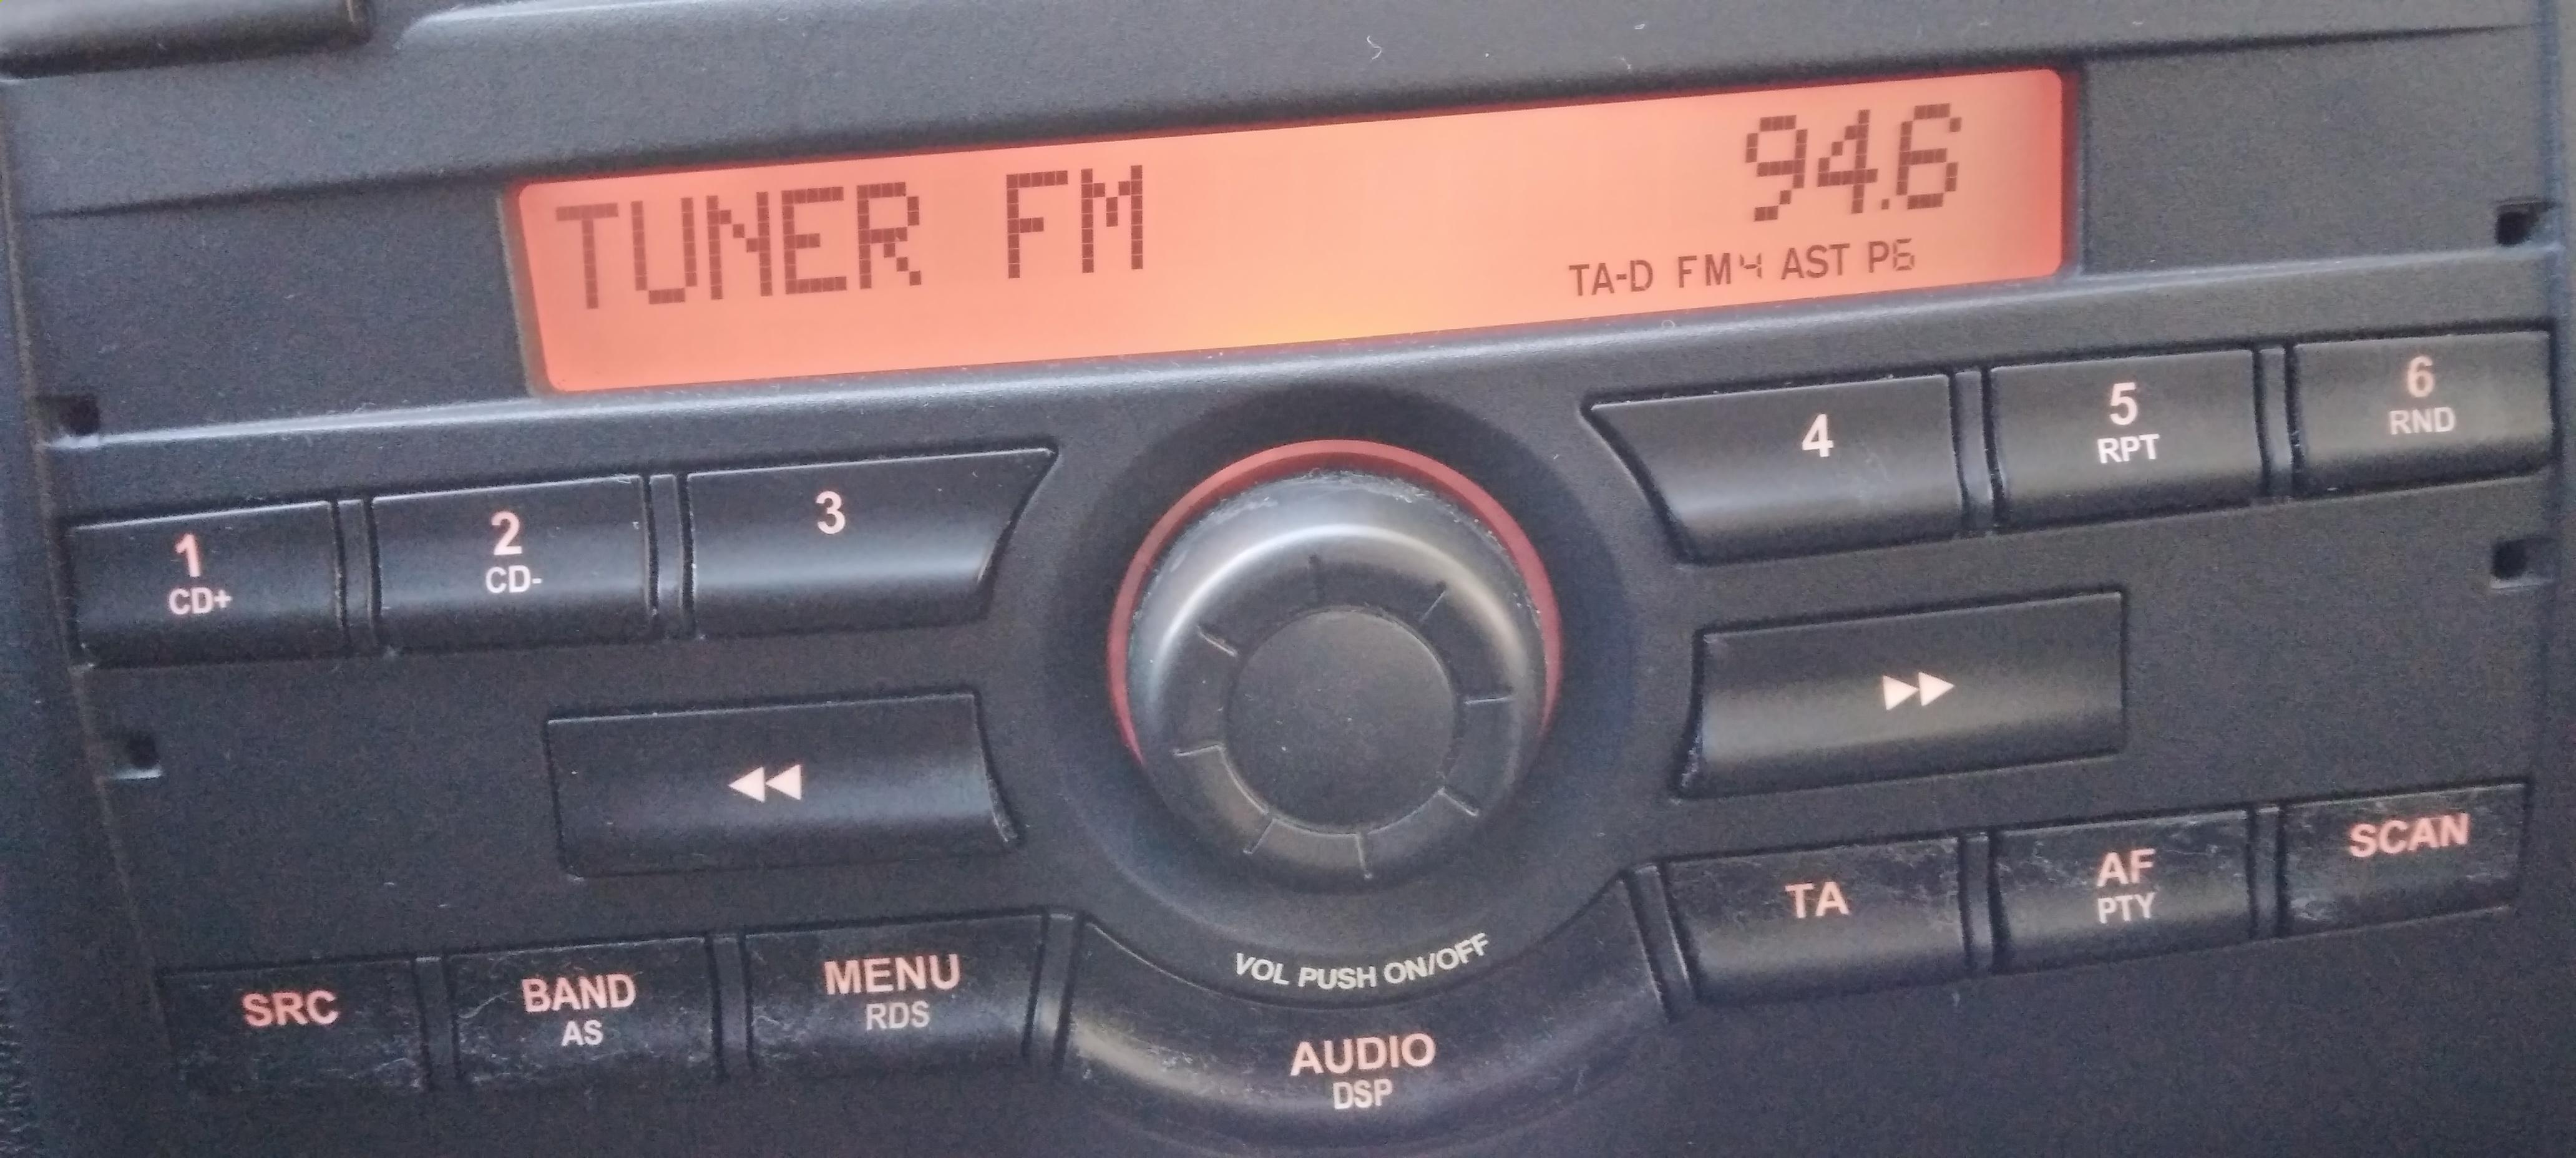 TUNER FM 94.6
TA-D FM4 AST P6
1 2 3 4 5 6
CD+ CD- RPT RND
SRC BAND MENU TA AF SCAN
AS RDS PTY
VOL PUSH ON/OFF
AUDIO
DSP